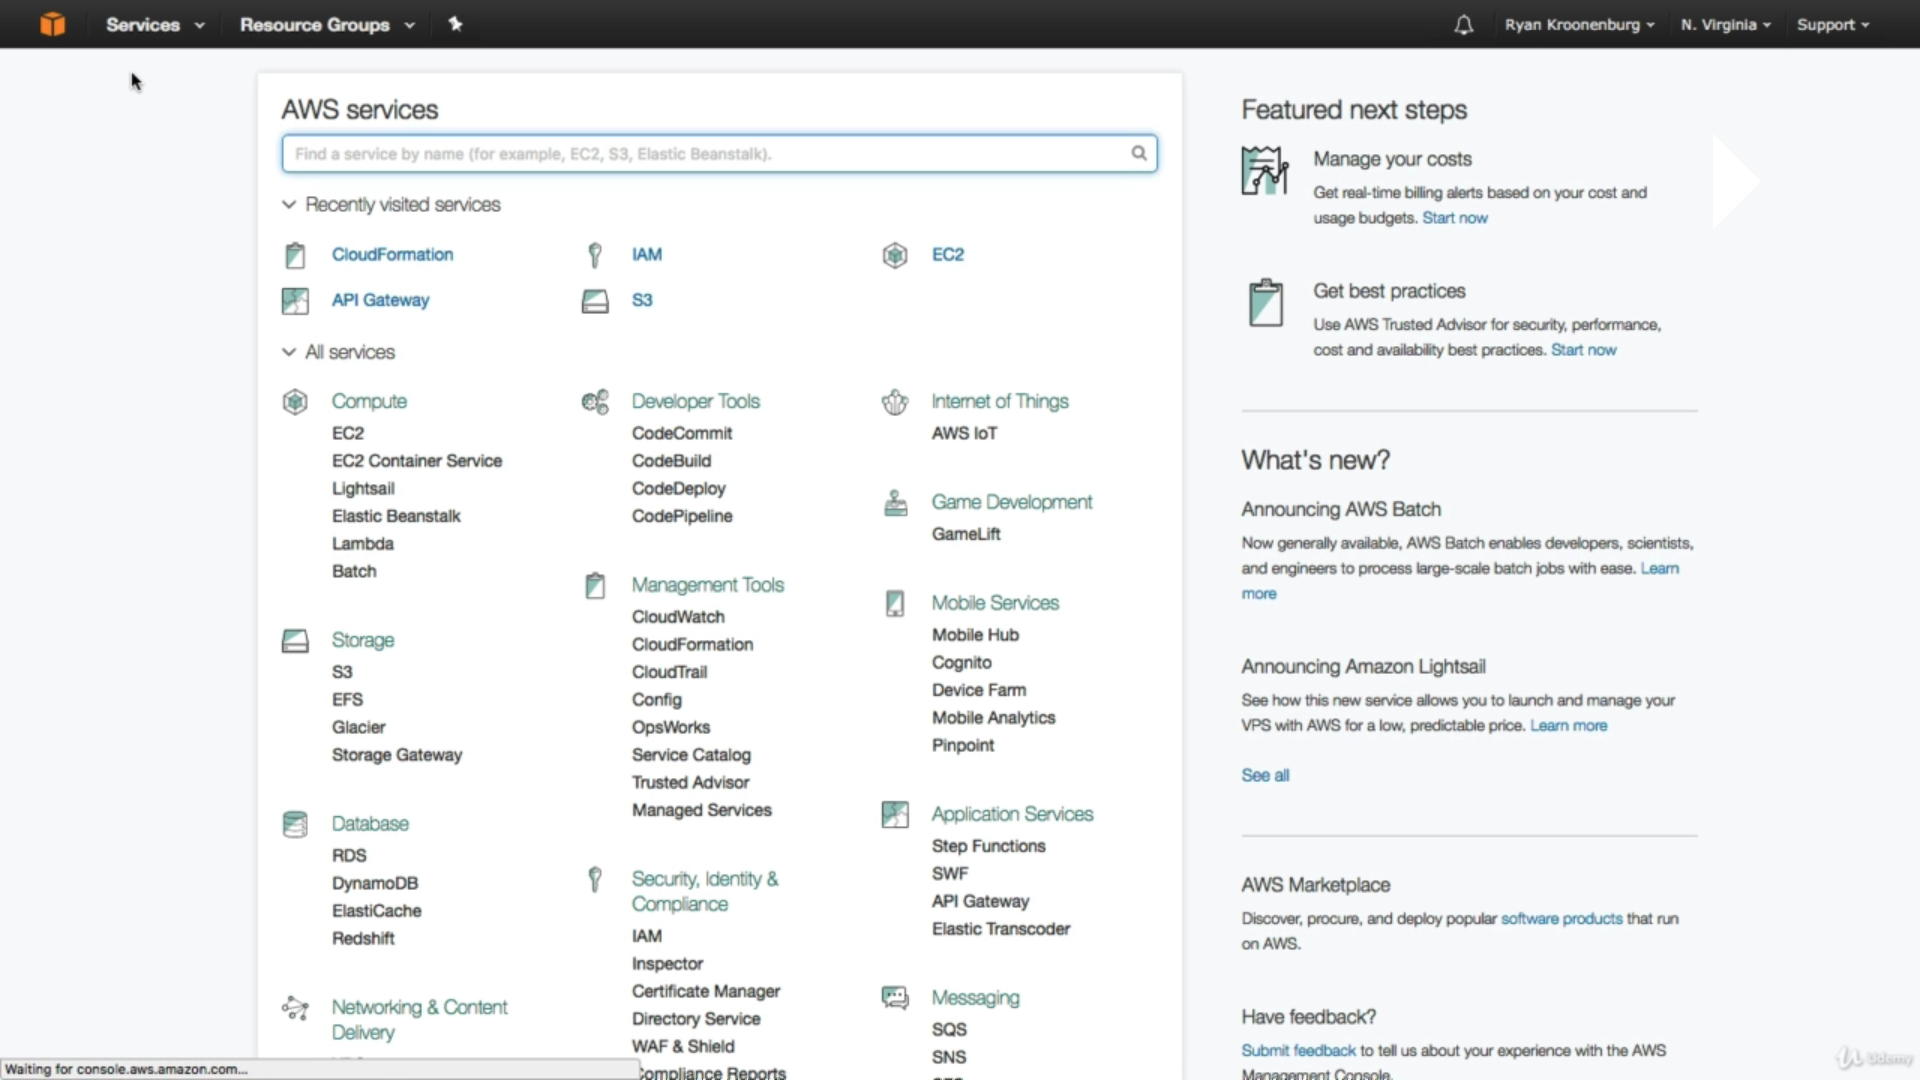 Services
Resource Groups
Ryan Kroonenburg
N. Virginia
Support
AWS services
Find a service by name (for example, EC2, S3, Elastic Beanstalk).
Recently visited services
CloudFormation
IAM
EC2
API Gateway
S3
All services
Compute
EC2
EC2 Container Service
Lightsail
Elastic Beanstalk
Lambda
Batch
Storage
S3
EFS
Glacier
Storage Gateway
Database
RDS
DynamoDB
ElastiCache
Redshift
Networking & Content
Delivery
Developer Tools
CodeCommit
CodeBuild
CodeDeploy
CodePipeline
Management Tools
CloudWatch
CloudFormation
CloudTrail
Config
OpsWorks
Service Catalog
Trusted Advisor
Managed Services
Security, Identity &
Compliance
IAM
Inspector
Certificate Manager
Directory Service
WAF & Shield
Compliance Reports
Internet of Things
AWS IoT
Game Development
GameLift
Mobile Services
Mobile Hub
Cognito
Device Farm
Mobile Analytics
Pinpoint
Application Services
Step Functions
SWF
API Gateway
Elastic Transcoder
Messaging
SQS
SNS
Featured next steps
Manage your costs
Get real-time billing alerts based on your cost and
usage budgets. Start now
Get best practices
Use AWS Trusted Advisor for security, performance,
cost and availability best practices. Start now
What's new?
Announcing AWS Batch
Now generally available, AWS Batch enables developers, scientists,
and engineers to process large-scale batch jobs with ease. Learn
more
Announcing Amazon Lightsail
See how this new service allows you to launch and manage your
VPS with AWS for a low, predictable price. Learn more
See all
AWS Marketplace
Discover, procure, and deploy popular software products that run
on AWS.
Have feedback?
Submit feedback to tell us about your experience with the AWS
Management Console.
Waiting for console.aws.amazon.com...
Udemy